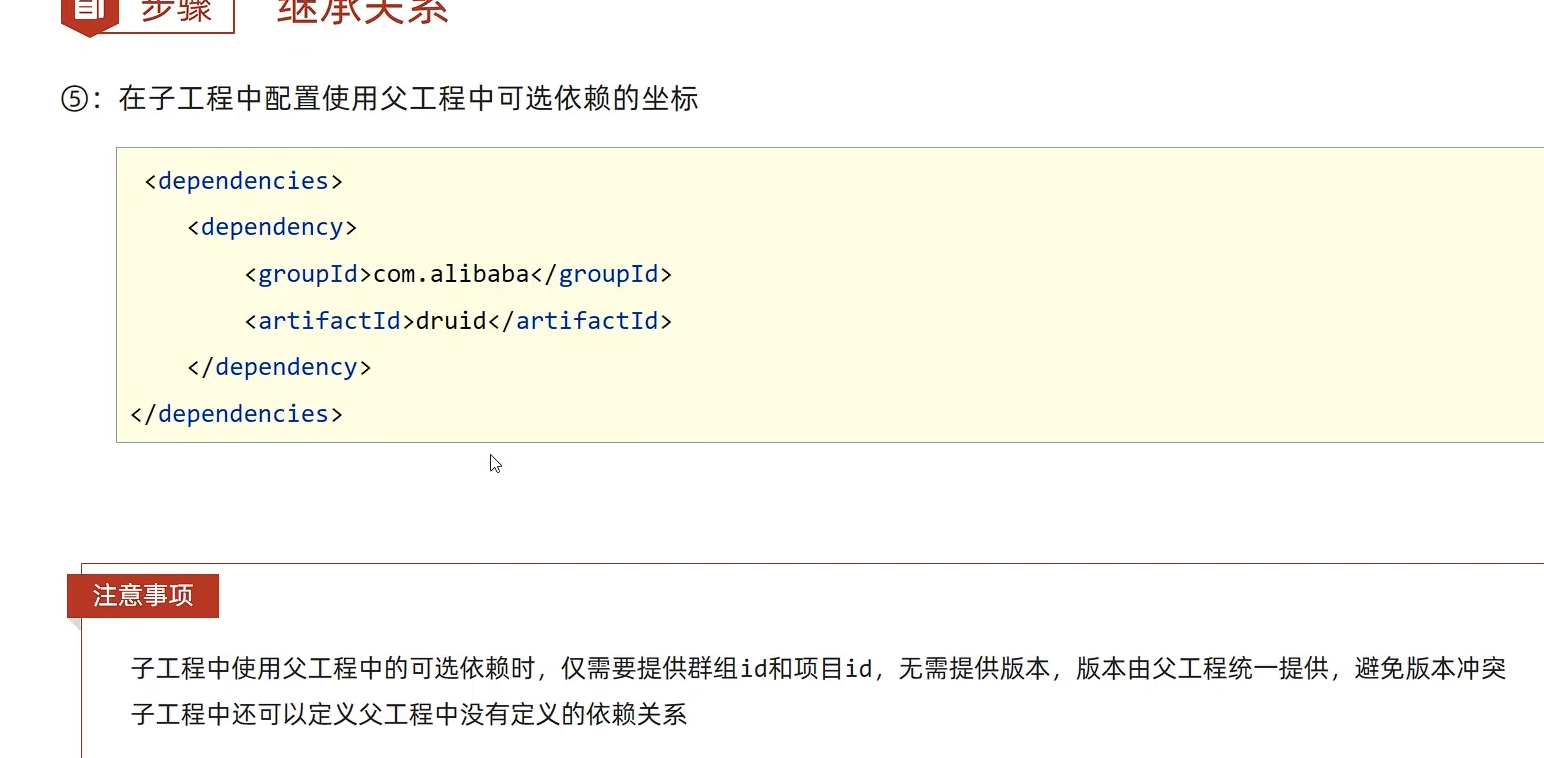 步骤 继承关系
⑤：在子工程中配置使用父工程中可选依赖的坐标
<dependencies>
<dependency>
<groupId>com.alibaba</groupId>
<artifactId>druid</artifactId>
</dependency>
</dependencies>
注意事项
子工程中使用父工程中的可选依赖时，仅需要提供群组id和项目id，无需提供版本，版本由父工程统一提供，避免版本冲突
子工程中还可以定义父工程中没有定义的依赖关系